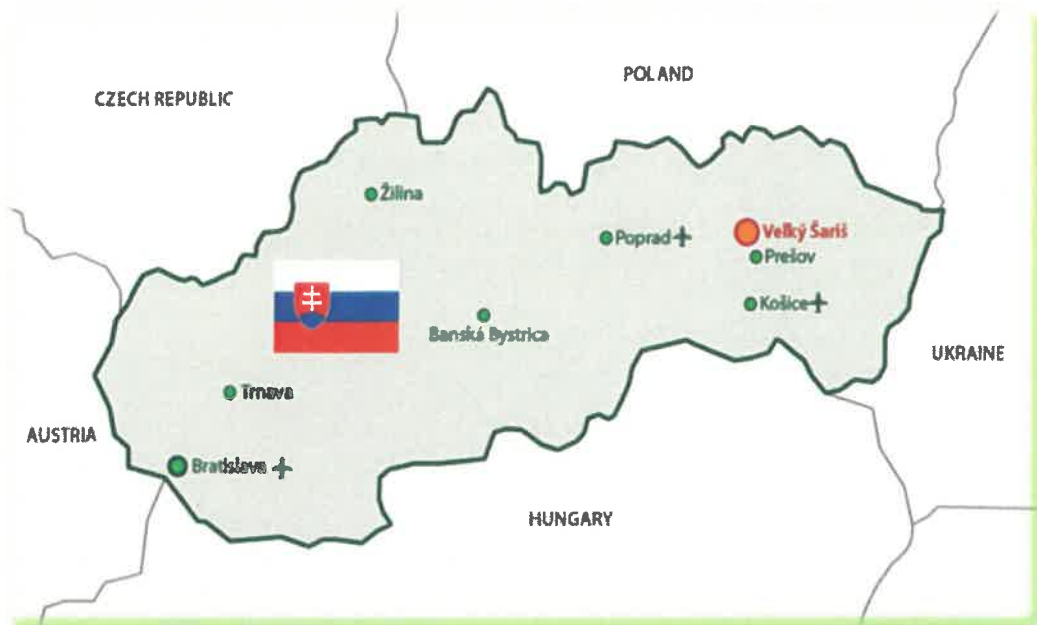 POLAND
CZECH REPUBLIC
Žilina
Poprad
Veľký Šariš
Prešov
Košice
Banská Bystrica
UKRAINE
Trnava
AUSTRIA
Bratislava
HUNGARY